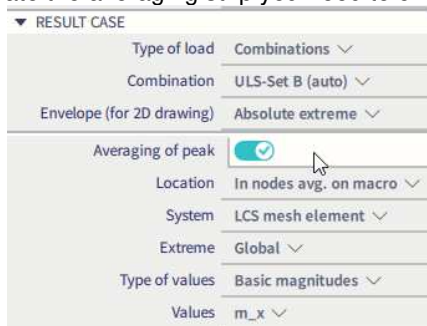 RESULT CASE
Type of load Combinations
Combination ULS-Set B (auto)
Envelope (for 2D drawing) Absolute extreme
Averaging of peak
Location In nodes avg. on macro
System LCS mesh element
Extreme Global
Type of values Basic magnitudes
Values m_x